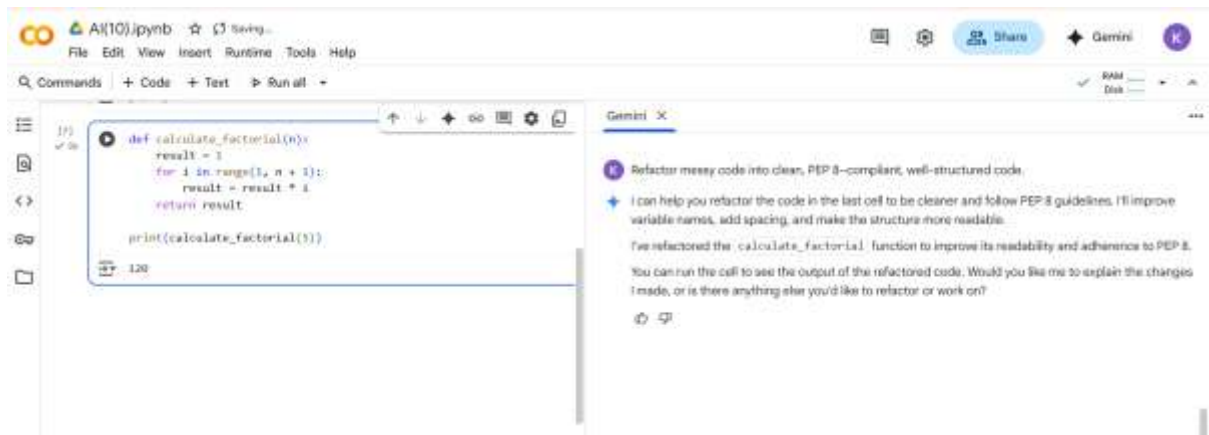 AI(10).ipynb
Saving...
File Edit View Insert Runtime Tools Help
Share
Gemini
K
Commands + Code + Text Run all
RAM
Disk
Gemini
def calculate_factorial(n):
result = 1
for i in range(1, n + 1):
result = result * i
return result
print(calculate_factorial(5))
120
K
Refactor messy code into clean, PEP 8-compliant, well-structured code.
I can help you refactor the code in the last cell to be cleaner and follow PEP 8 guidelines. I'll improve
variable names, add spacing, and make the structure more readable.
I've refactored the calculate_factorial function to improve its readability and adherence to PEP 8.
You can run the cell to see the output of the refactored code. Would you like me to explain the changes
I made, or is there anything else you'd like to refactor or work on?